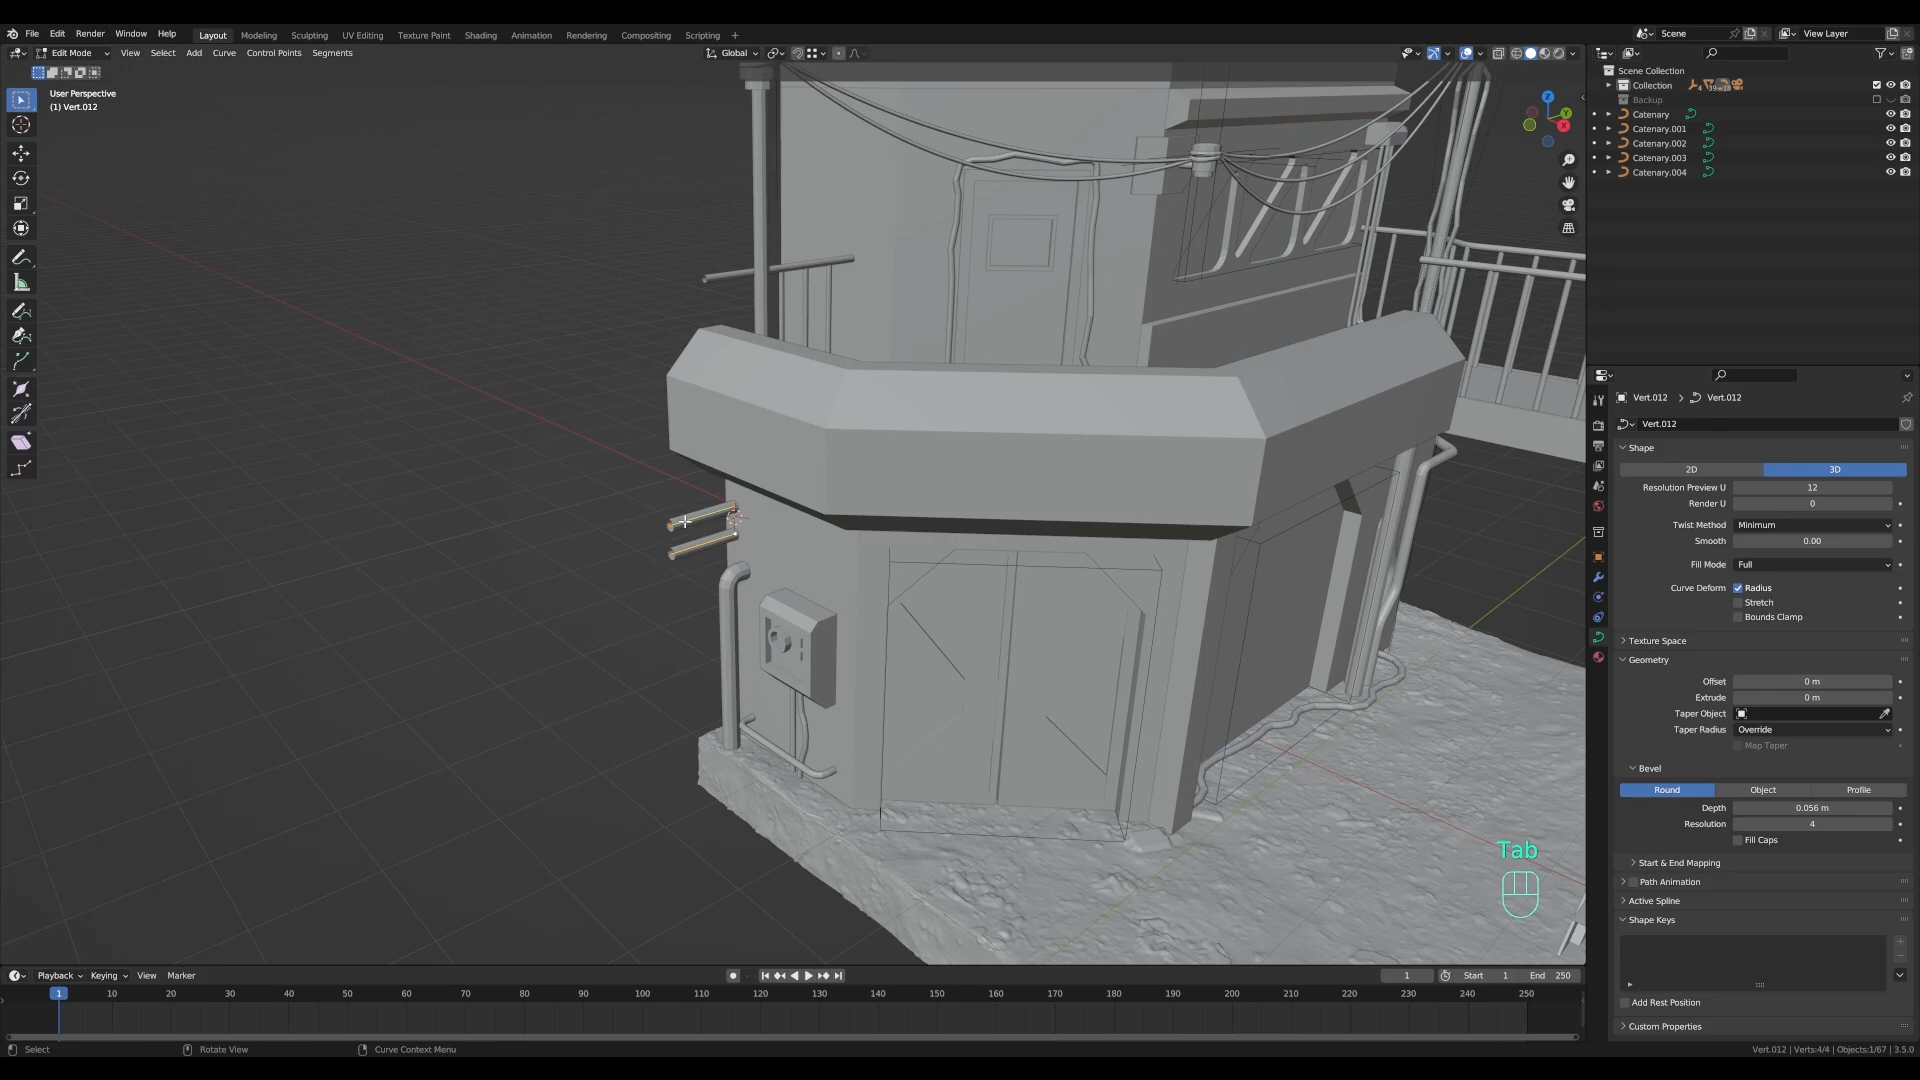 File Edit Render Window Help Layout Modeling Sculpting UV Editing Texture Paint Shading Animation Rendering Compositing Scripting + Scene View Layer
Edit Mode View Select Add Curve Control Points Segments Global
User Perspective
(1) Vert.012
Scene Collection
Collection
Backup
Catenary
Catenary.001
Catenary.002
Catenary.003
Catenary.004
Z
Y
X
Vert.012 > Vert.012
Vert.012
Shape
2D 3D
Resolution Preview U 12
Render U 0
Twist Method Minimum
Smooth 0.00
Fill Mode Full
Curve Deform Radius
Stretch
Bounds Clamp
Texture Space
Geometry
Offset 0 m
Extrude 0 m
Taper Object
Taper Radius Override
Map Taper
Bevel
Round Object Profile
Depth 0.056 m
Resolution 4
Fill Caps
Start & End Mapping
Path Animation
Active Spline
Shape Keys
Add Rest Position
Custom Properties
Tab
Playback Keying View Marker 1 Start 1 End 250
1 10 20 30 40 50 60 70 80 90 100 110 120 130 140 150 160 170 180 190 200 210 220 230 240 250
Select Rotate View Curve Context Menu Vert.012 | Verts:4/4 | Objects:1/67 | 3.5.0